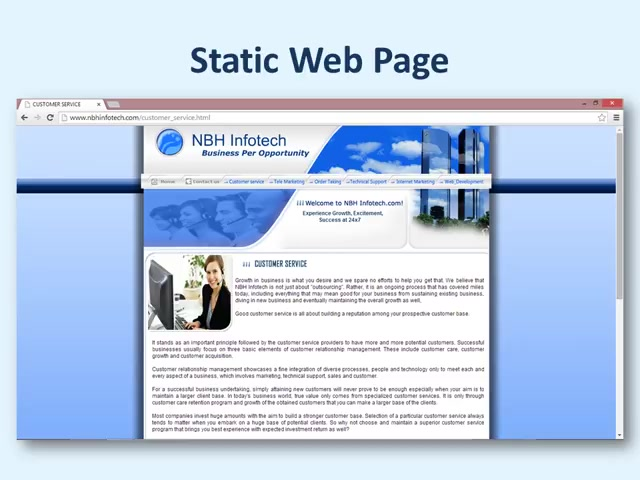 Static Web Page
CUSTOMER SERVICE
www.nbhinfotech.com/customer_service.html
NBH Infotech
Business Per Opportunity
Home Contact us Customer service Tele Marketing Order Taking Technical Support Internet Marketing Web_Development
Welcome to NBH Infotech.com!
Experience Growth, Excitement,
Success at 24x7
CUSTOMER SERVICE
Growth in business is what you desire and we spare no efforts to help you get that. We believe that
NBH Infotech is not just about "outsourcing". Rather, it is an ongoing process that has covered miles
today, including everything that may mean good for your business from sustaining existing business,
diving in new business and eventually maintaining the overall growth as well.
Good customer service is all about building a reputation among your prospective customer base.
It stands as an important principle followed by the customer service providers to have more and more potential customers. Successful
businesses usually focus on three basic elements of customer relationship management. These include customer care, customer
growth and customer acquisition.
Customer relationship management showcases a fine integration of diverse processes, people and technology only to meet each and
every aspect of a business, which involves marketing, technical support, sales and customer.
For a successful business undertaking, simply attaining new customers will never prove to be enough especially when your aim is to
maintain a larger client base. In today's business world, true value only comes from specialized customer services. It is only through
customer care retention program and growth of the obtained customers that you can make a larger base of the clients.
Most companies invest huge amounts with the aim to build a stronger customer base. Selection of a particular customer service always
tends to matter when you embark on a huge base of potential clients. So why not choose and maintain a superior customer service
program that brings you best experience with expected investment return as well?